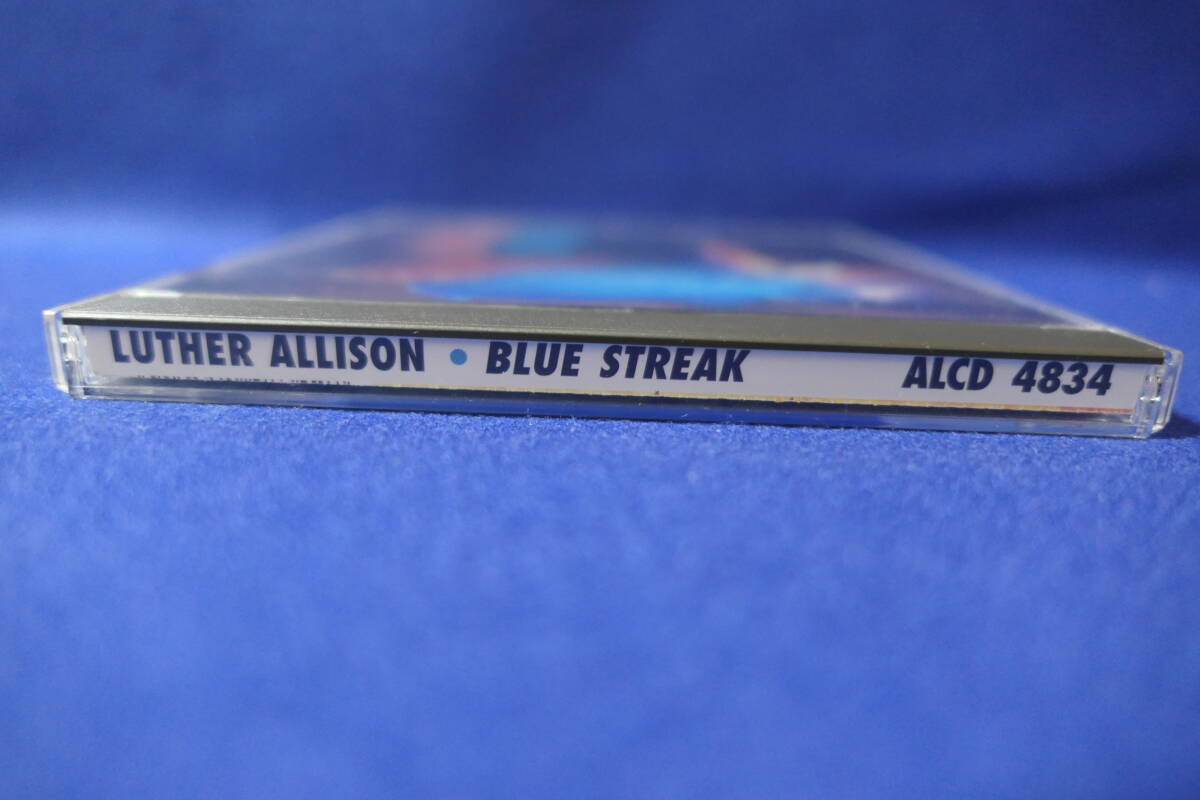 LUTHER ALLISON • BLUE STREAK ALCD 4834